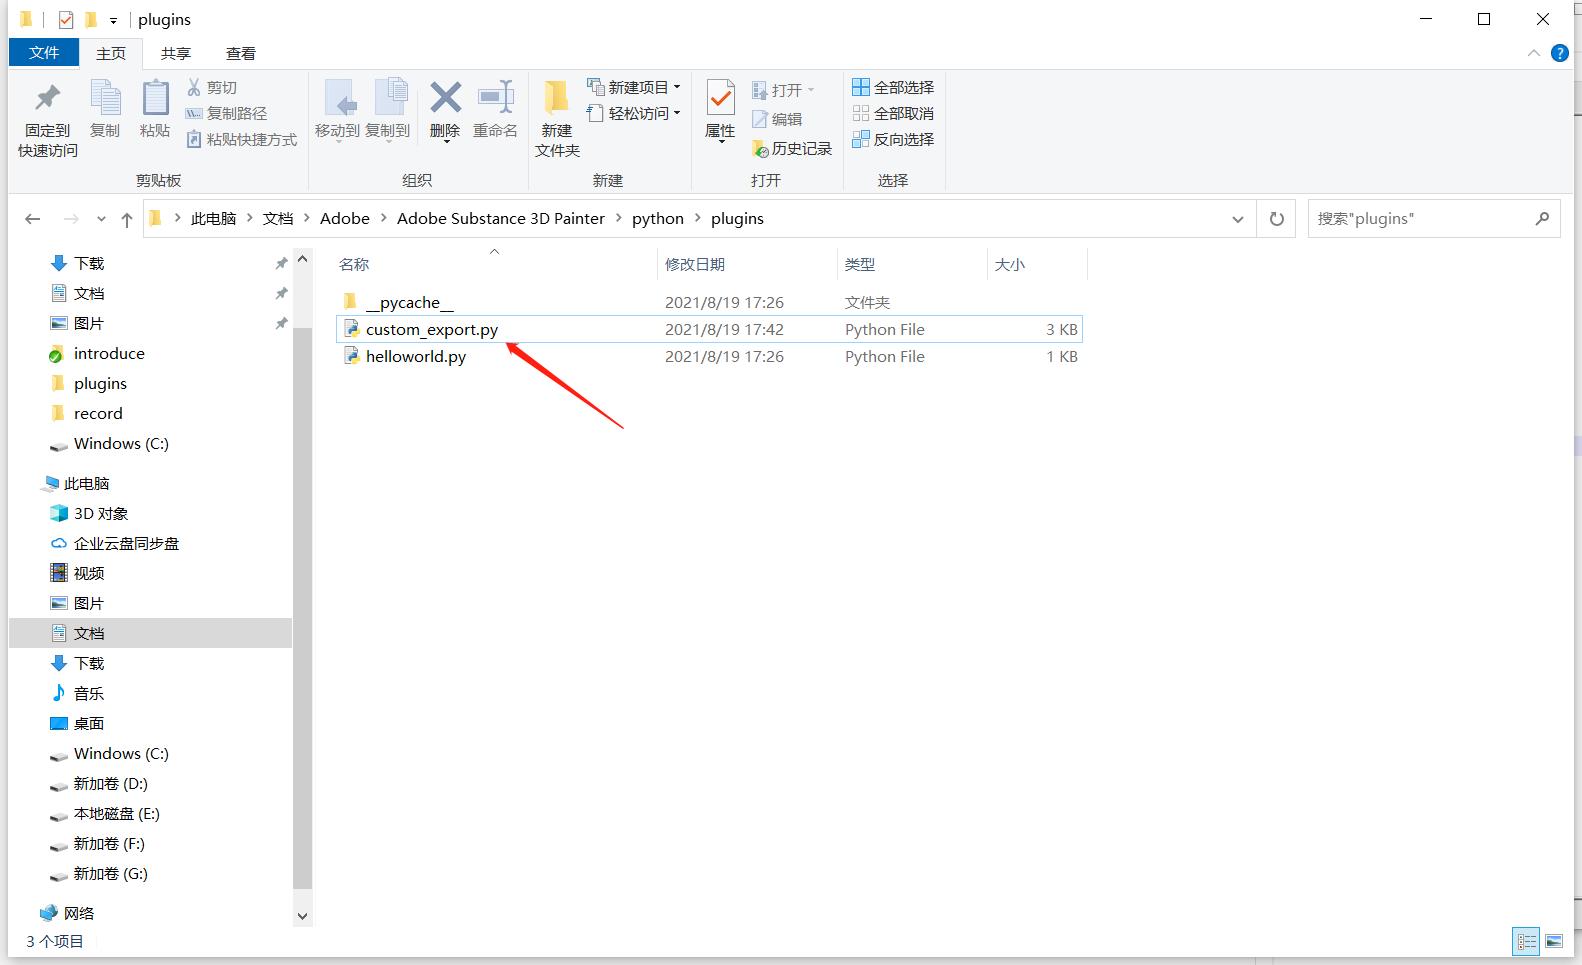 plugins
文件 主页 共享 查看
固定到
快速访问
复制
粘贴
剪切
复制路径
粘贴快捷方式
剪贴板
移动到
复制到
删除
重命名
组织
新建
文件夹
新建项目
轻松访问
新建
属性
打开
编辑
历史记录
打开
全部选择
全部取消
反向选择
选择
此电脑 > 文档 > Adobe > Adobe Substance 3D Painter > python > plugins
搜索"plugins"
下载
文档
图片
introduce
plugins
record
Windows (C:)
此电脑
3D 对象
企业云盘同步盘
视频
图片
文档
下载
音乐
桌面
Windows (C:)
新加卷 (D:)
本地磁盘 (E:)
新加卷 (F:)
新加卷 (G:)
网络
名称 修改日期 类型 大小
__pycache__ 2021/8/19 17:26 文件夹
custom_export.py 2021/8/19 17:42 Python File 3 KB
helloworld.py 2021/8/19 17:26 Python File 1 KB
3 个项目